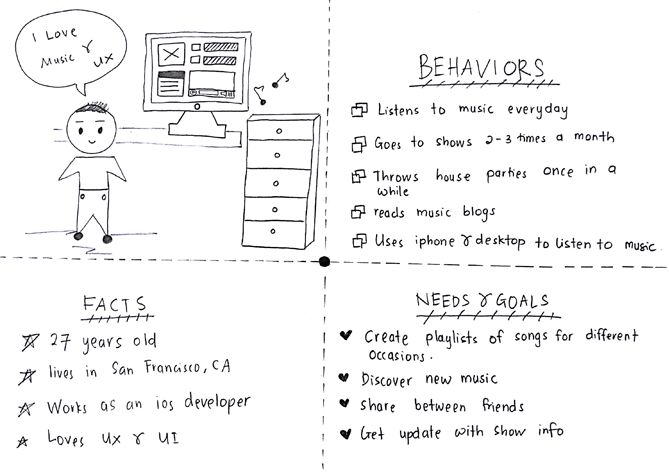 I Love
Music & UX
BEHAVIORS
Listens to music everyday
Goes to shows 2-3 times a month
Throws house parties once in a
while
reads music blogs
Uses iphone & desktop to listen to music.
FACTS
27 years old
lives in San Francisco, CA
Works as an ios developer
Loves UX & UI
NEEDS & GOALS
Create playlists of songs for different
occasions.
Discover new music
share between friends
Get update with show info